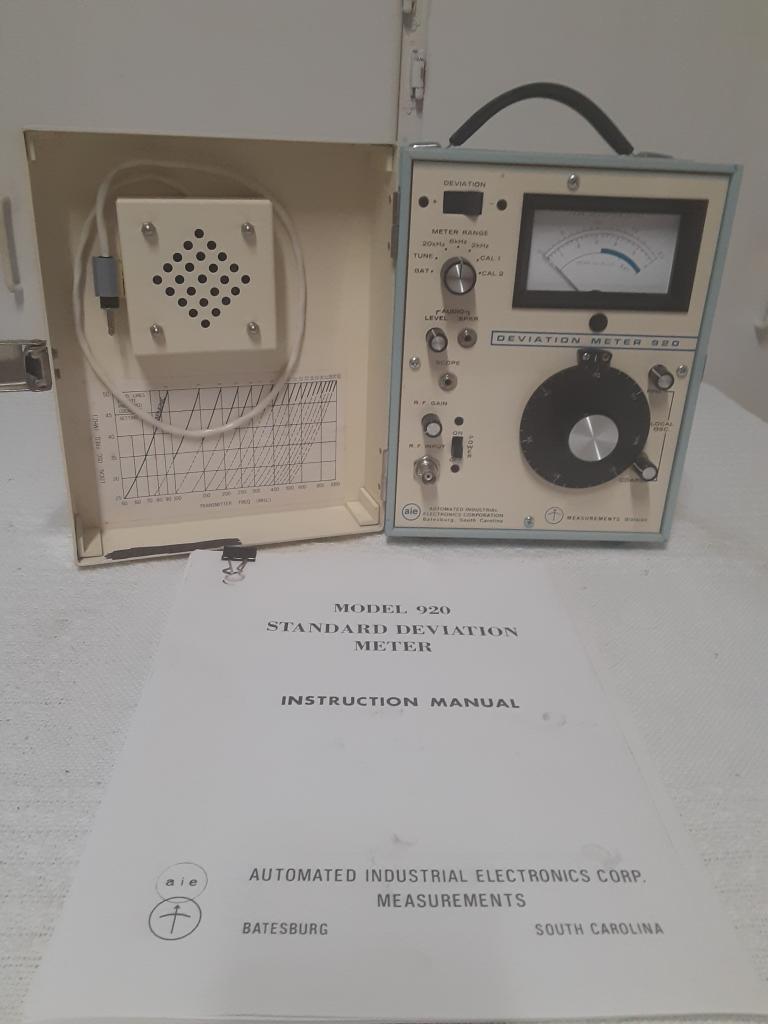 DEVIATION
+ -
METER RANGE
20kHz 6kHz 2kHz
TUNE CAL 1
BAT. CAL 2
AUDIO
LEVEL SPKR
SCOPE
R.F. GAIN
ON
POWER
R.F. INPUT
DEVIATION METER 920
LOCAL
OSC.
aie
AUTOMATED INDUSTRIAL
ELECTRONICS CORPORATION
Batesburg, South Carolina
MEASUREMENTS Division
TRANSMITTER FREQ (MHZ)
MODEL 920
STANDARD DEVIATION
METER
INSTRUCTION MANUAL
aie
AUTOMATED INDUSTRIAL ELECTRONICS CORP.
MEASUREMENTS
BATESBURG SOUTH CAROLINA